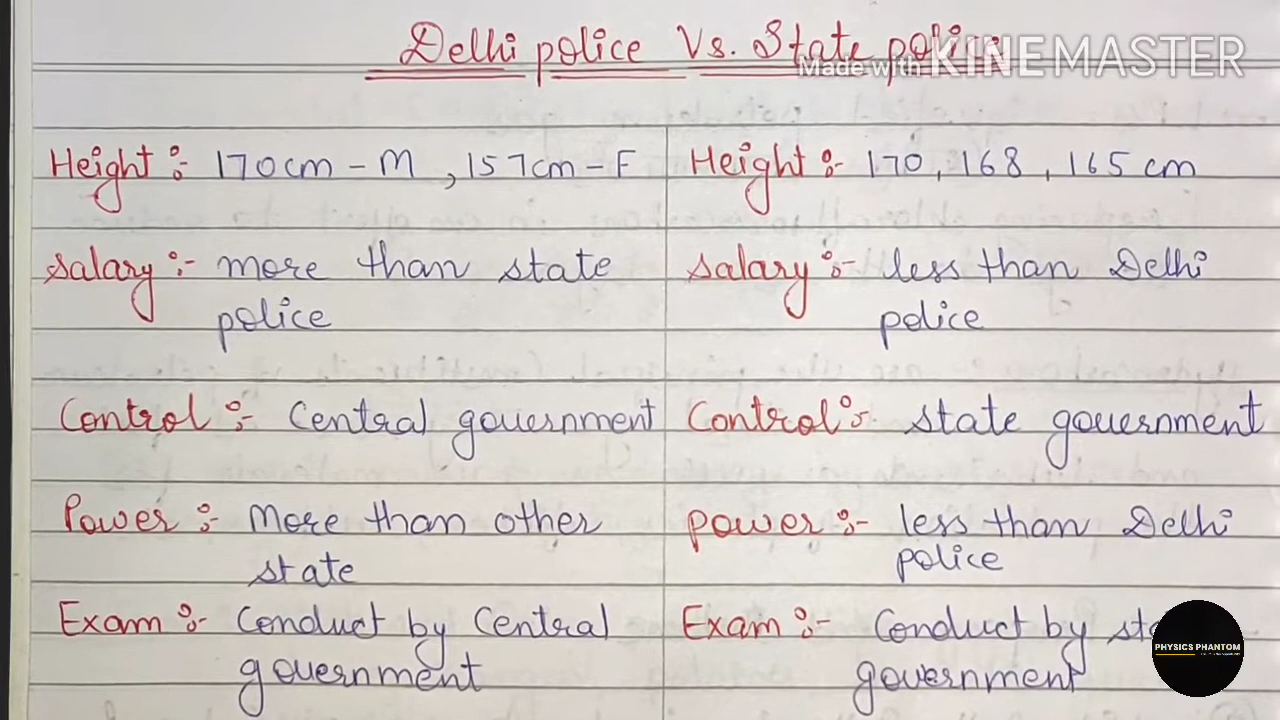 Delhi police Vs. State police
Made with KINEMASTER
Height :- 170cm - M , 157cm - F
Height :- 170, 168, 165 cm
Salary :- more than state
police
Salary :- less than Delhi
police
Control :- Central government
Control :- state government
Power :- More than other
state
power :- less than Delhi
police
Exam :- Conduct by Central
government
Exam :- Conduct by
government
PHYSICS PHANTOM